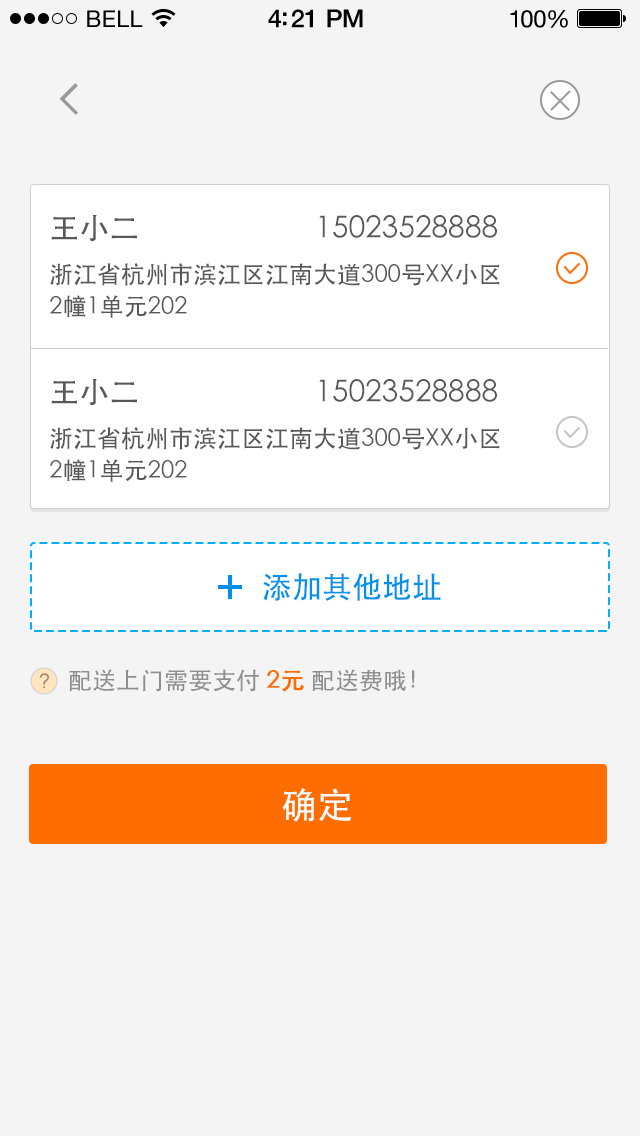 BELL 4:21 PM 100%
王小二 15023528888
浙江省杭州市滨江区江南大道300号XX小区
2幢1单元202
王小二 15023528888
浙江省杭州市滨江区江南大道300号XX小区
2幢1单元202
+ 添加其他地址
? 配送上门需要支付 2元 配送费哦!
确定